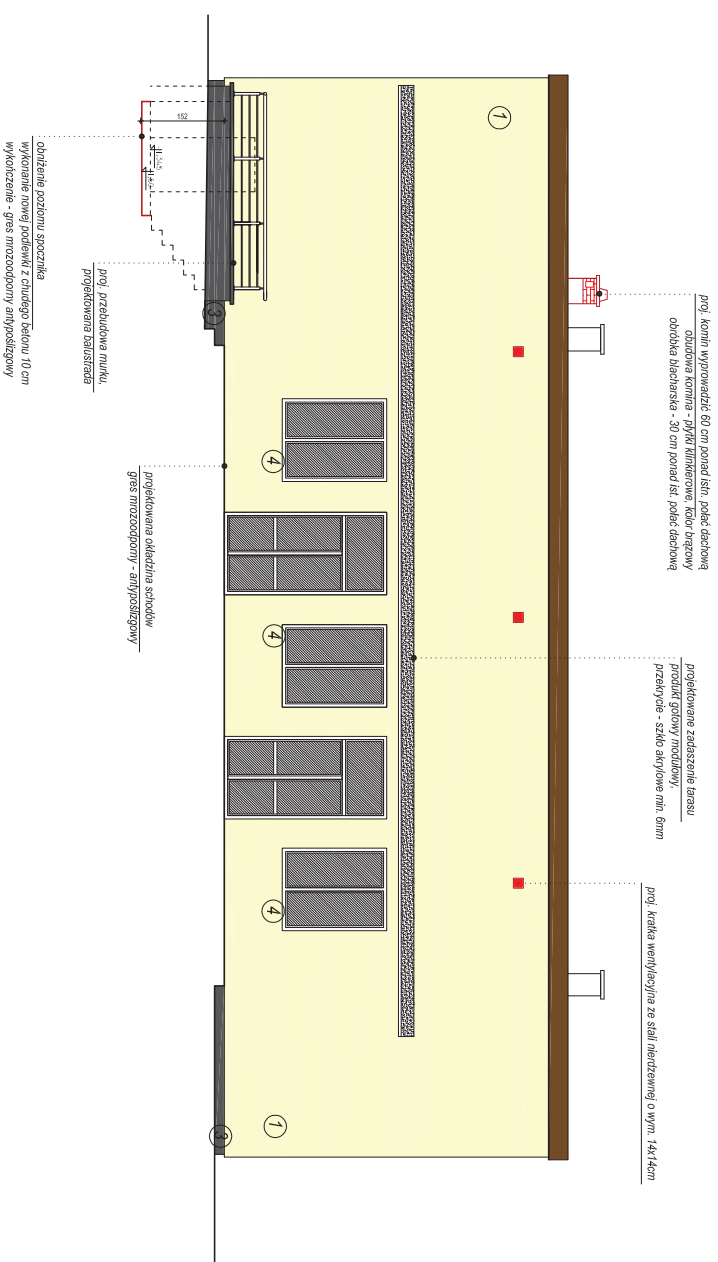 proj. komin wyprowadzić 60 cm ponad istn. połać dachową
obudowa komina - płytki klinkierowe, kolor brązowy
obróbka blacharska - 30 cm ponad ist. połać dachową
projektowane zadaszenie tarasu
produkt gotowy modułowy,
przekrycie - szkło akrylowe min. 6mm
proj. kratka wentylacyjna ze stali nierdzewnej o wym. 14x14cm
1
4
4
4
1
3
3
152
proj. przebudowa murku,
projektowana balustrada
projektowana okładzina schodów
gres mrozoodporny - antypoślizgowy
obniżenie poziomu spocznika
wykonanie nowej podlewki z chudego betonu 10 cm
wykończenie - gres mrozoodporny antypoślizgowy